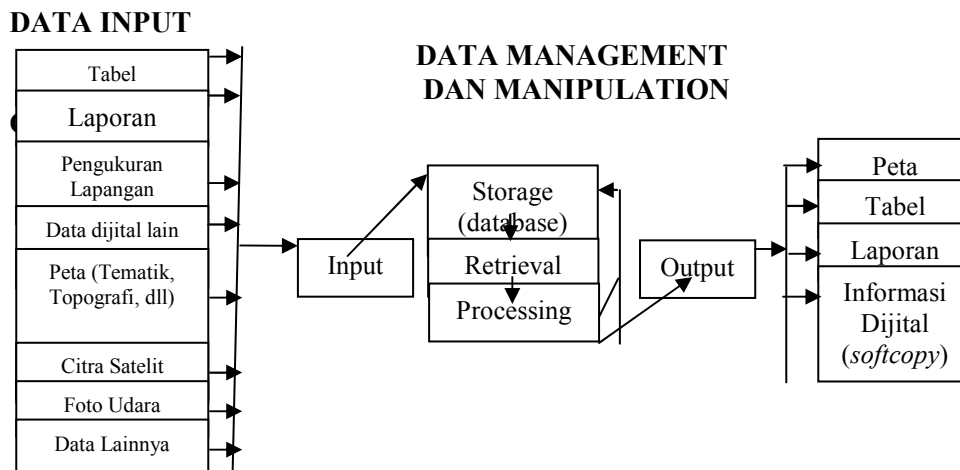 DATA INPUT
Tabel
Laporan
Pengukuran
Lapangan
Data dijital lain
Peta (Tematik,
Topografi, dll)
Citra Satelit
Foto Udara
Data Lainnya
DATA MANAGEMENT
DAN MANIPULATION
Input
Storage
(database)
Retrieval
Processing
Output
Peta
Tabel
Laporan
Informasi
Dijital
(softcopy)